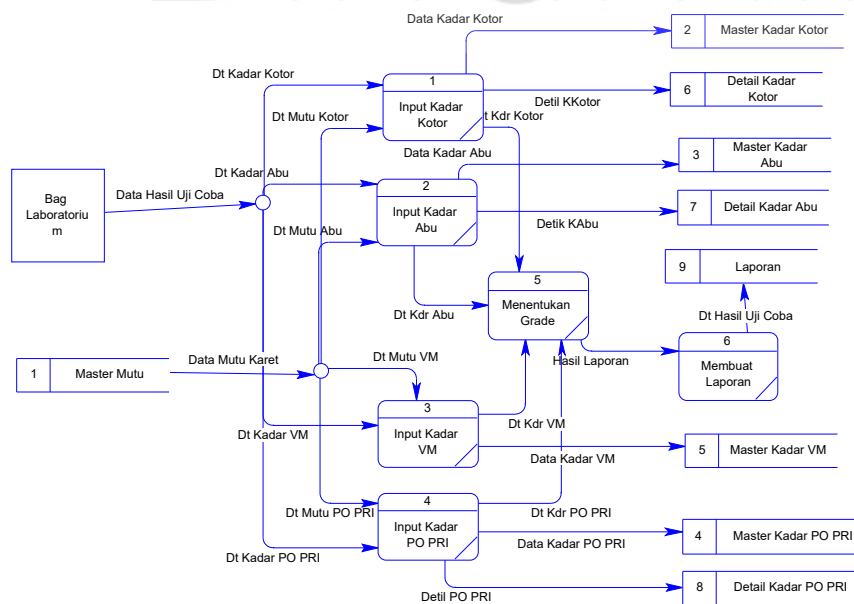 Data Kadar Kotor
2 Master Kadar Kotor
Dt Kadar Kotor
1
Input Kadar
Kotor
6 Detail Kadar
Kotor
Detil KKotor
Dt Mutu Kotor
t Kdr Kotor
Data Kadar Abu
3 Master Kadar
Abu
Dt Kadar Abu
2
Input Kadar
Abu
Bag
Laboratoriu
m
Data Hasil Uji Coba
7 Detail Kadar Abu
Detik KAbu
Dt Mutu Abu
9 Laporan
5
Menentukan
Grade
Dt Kdr Abu
Dt Hasil Uji Coba
6
Membuat
Laporan
Hasil Laporan
Data Mutu Karet
Dt Mutu VM
1 Master Mutu
3
Input Kadar
VM
Dt Kdr VM
Dt Kadar VM
5 Master Kadar VM
Data Kadar VM
4
Input Kadar
PO PRI
Dt Mutu PO PRI
Dt Kdr PO PRI
4 Master Kadar PO PRI
Data Kadar PO PRI
Dt Kadar PO PRI
8 Detail Kadar PO PRI
Detil PO PRI